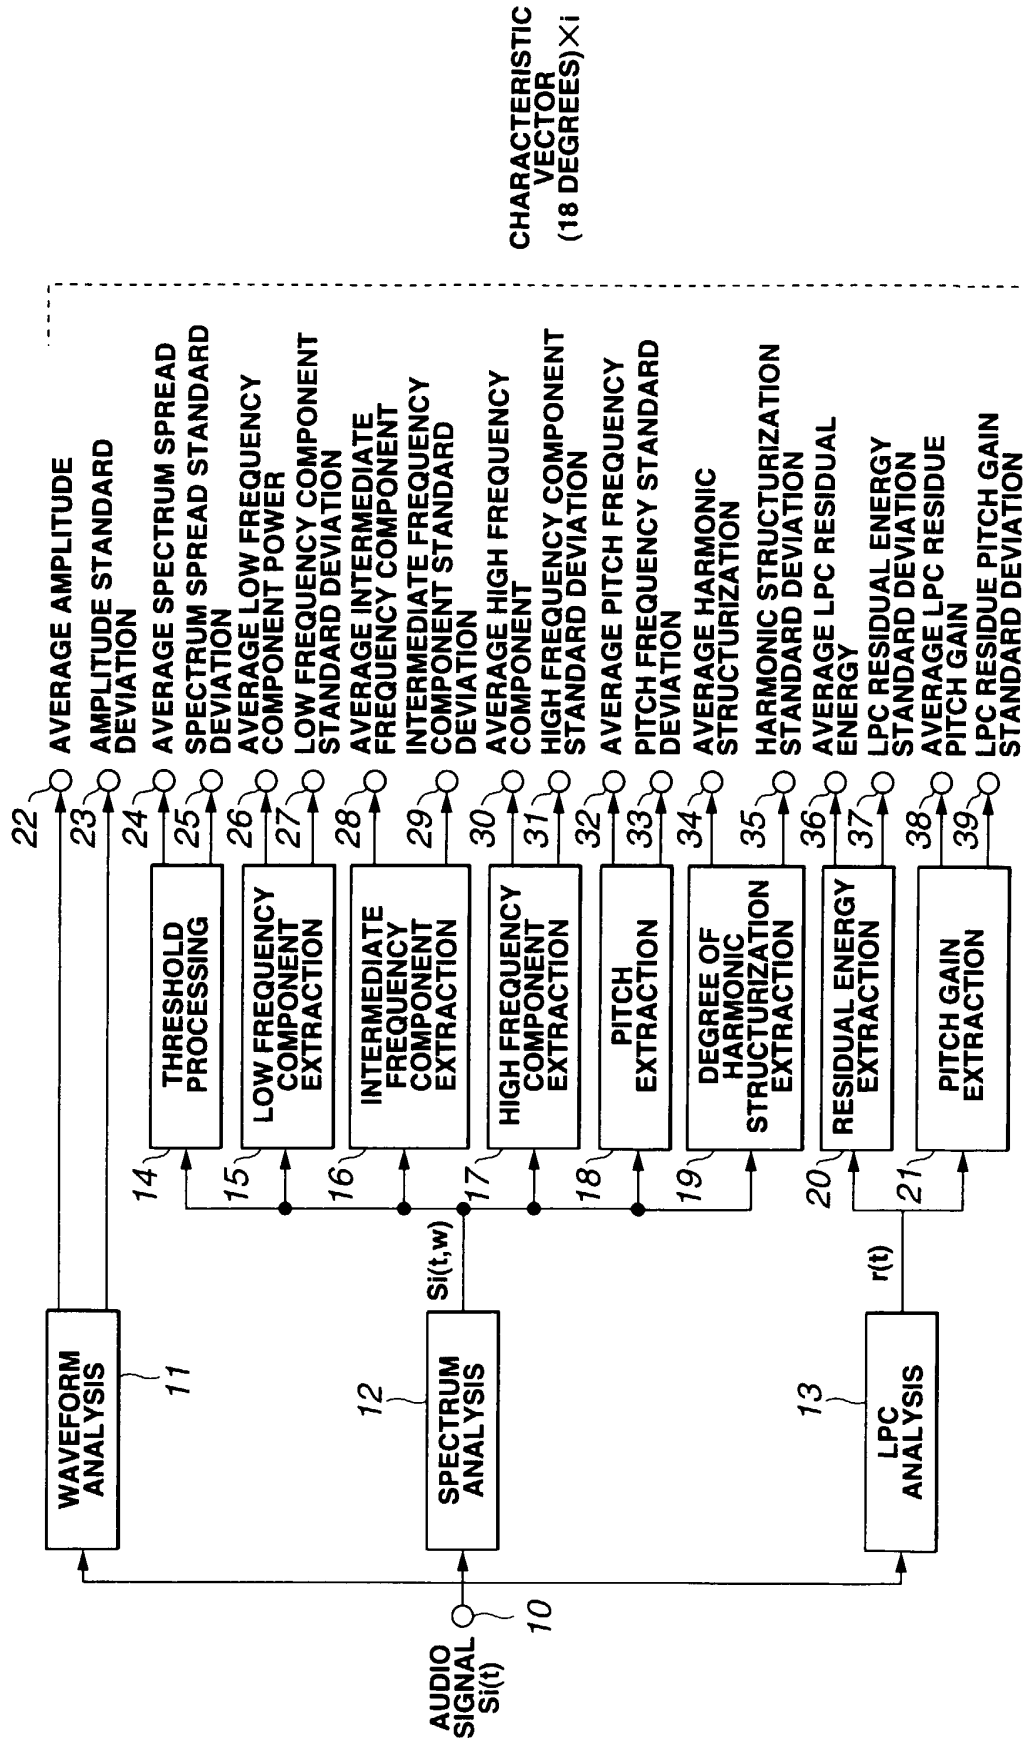 AUDIO
SIGNAL
Si(t)
10
WAVEFORM
ANALYSIS
11
SPECTRUM
ANALYSIS
12
LPC
ANALYSIS
13
Si(t,w)
r(t)
THRESHOLD
PROCESSING
14
LOW FREQUENCY
COMPONENT
EXTRACTION
15
INTERMEDIATE
FREQUENCY
COMPONENT
EXTRACTION
16
HIGH FREQUENCY
COMPONENT
EXTRACTION
17
PITCH
EXTRACTION
18
DEGREE OF
HARMONIC
STRUCTURIZATION
EXTRACTION
19
RESIDUAL ENERGY
EXTRACTION
20
PITCH GAIN
EXTRACTION
21
22
AVERAGE AMPLITUDE
23
AMPLITUDE STANDARD
DEVIATION
24
AVERAGE SPECTRUM SPREAD
25
SPECTRUM SPREAD STANDARD
DEVIATION
26
AVERAGE LOW FREQUENCY
COMPONENT POWER
27
LOW FREQUENCY COMPONENT
STANDARD DEVIATION
28
AVERAGE INTERMEDIATE
FREQUENCY COMPONENT
29
INTERMEDIATE FREQUENCY
COMPONENT STANDARD
DEVIATION
30
AVERAGE HIGH FREQUENCY
COMPONENT
31
HIGH FREQUENCY COMPONENT
STANDARD DEVIATION
32
AVERAGE PITCH FREQUENCY
33
PITCH FREQUENCY STANDARD
DEVIATION
34
AVERAGE HARMONIC
STRUCTURIZATION
35
HARMONIC STRUCTURIZATION
STANDARD DEVIATION
36
AVERAGE LPC RESIDUAL
ENERGY
37
LPC RESIDUAL ENERGY
STANDARD DEVIATION
38
AVERAGE LPC RESIDUE
PITCH GAIN
39
LPC RESIDUE PITCH GAIN
STANDARD DEVIATION
CHARACTERISTIC
VECTOR
(18 DEGREES)×i